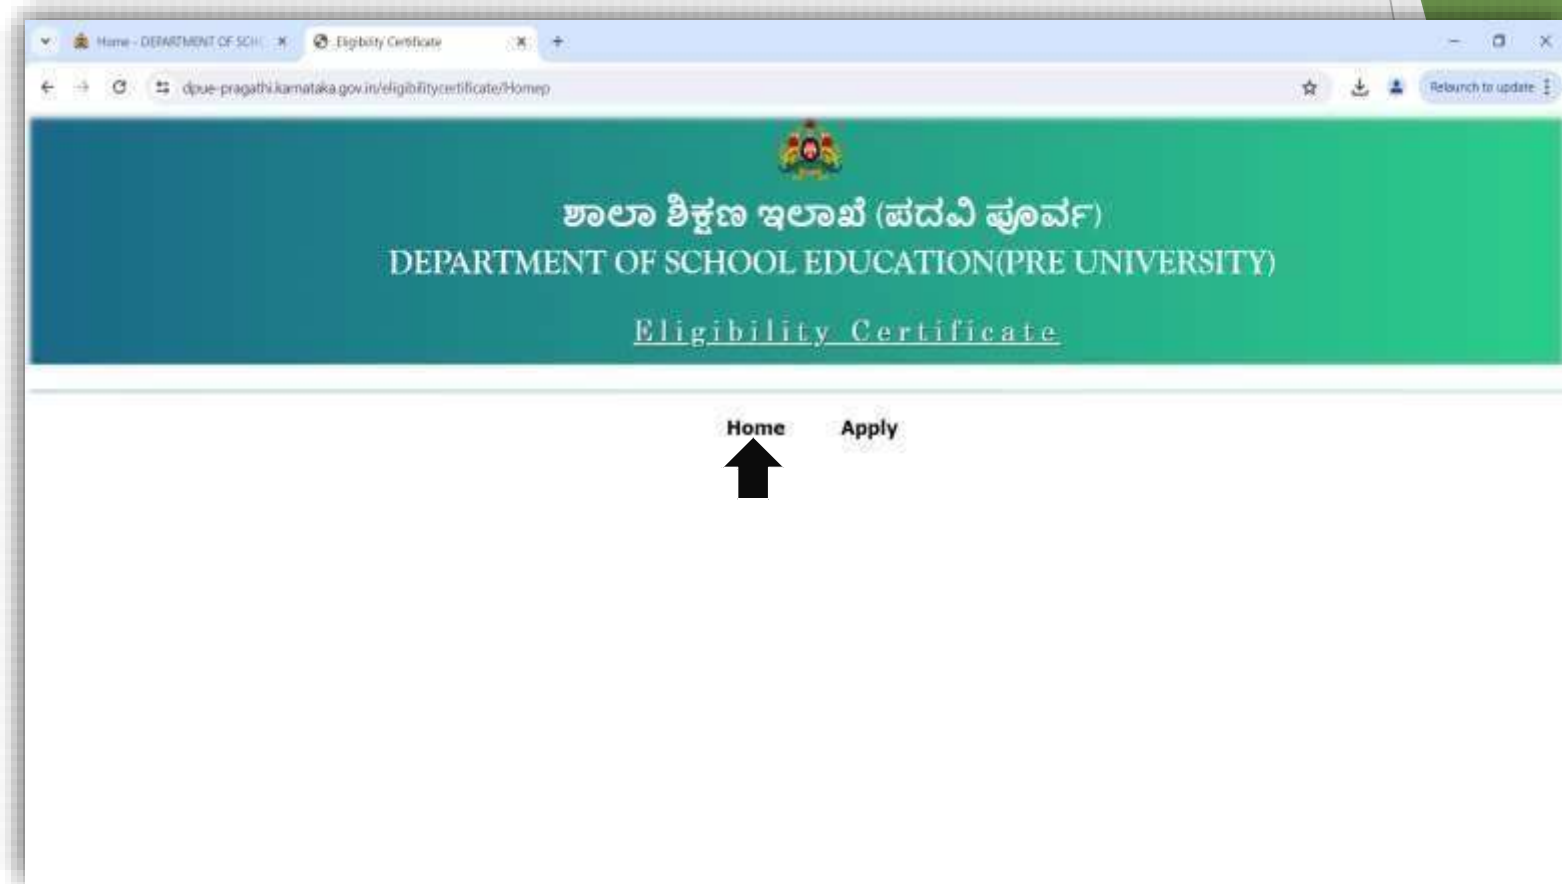 Home - DEPARTMENT OF SCH
Eligibility Certificate
dpue-pragathi.karnataka.gov.in/eligibilitycertificate/Homep
Relaunch to update
ಶಾಲಾ ಶಿಕ್ಷಣ ಇಲಾಖೆ (ಪದವಿ ಪೂರ್ವ)
DEPARTMENT OF SCHOOL EDUCATION(PRE UNIVERSITY)
Eligibility Certificate
Home Apply